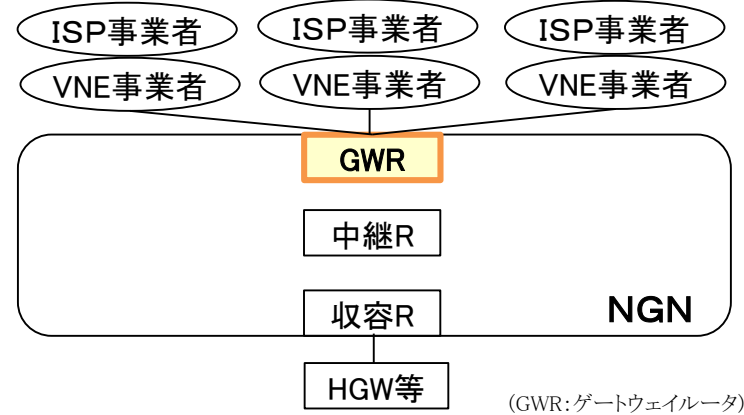 ISP事業者 ISP事業者 ISP事業者
VNE事業者 VNE事業者 VNE事業者
GWR
中継R
収容R NGN
HGW等
(GWR:ゲートウェイルータ)